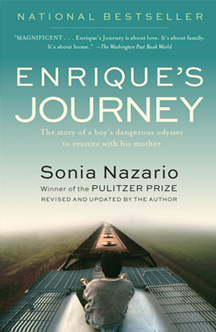 NATIONAL BESTSELLER
"MAGNIFICENT . . . Enrique's Journey is about love. It's about family.
It's about home." —The Washington Post Book World
ENRIQUE'S
JOURNEY
The story of a boy's dangerous odyssey
to reunite with his mother
Sonia Nazario
Winner of the PULITZER PRIZE
REVISED AND UPDATED BY THE AUTHOR